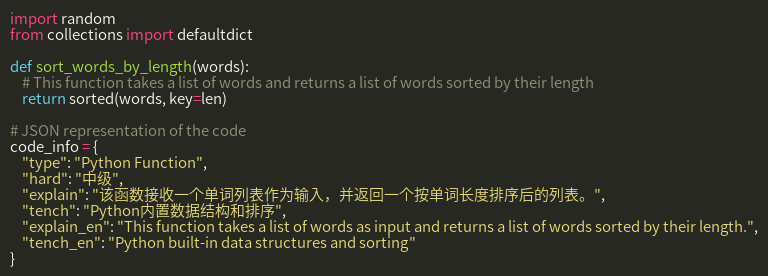 import random
from collections import defaultdict
def sort_words_by_length(words):
# This function takes a list of words and returns a list of words sorted by their length
return sorted(words, key=len)
# JSON representation of the code
code_info = {
"type": "Python Function",
"hard": "中级",
"explain": "该函数接收一个单词列表作为输入，并返回一个按单词长度排序后的列表。",
"tench": "Python内置数据结构和排序",
"explain_en": "This function takes a list of words as input and returns a list of words sorted by their length.",
"tench_en": "Python built-in data structures and sorting"
}